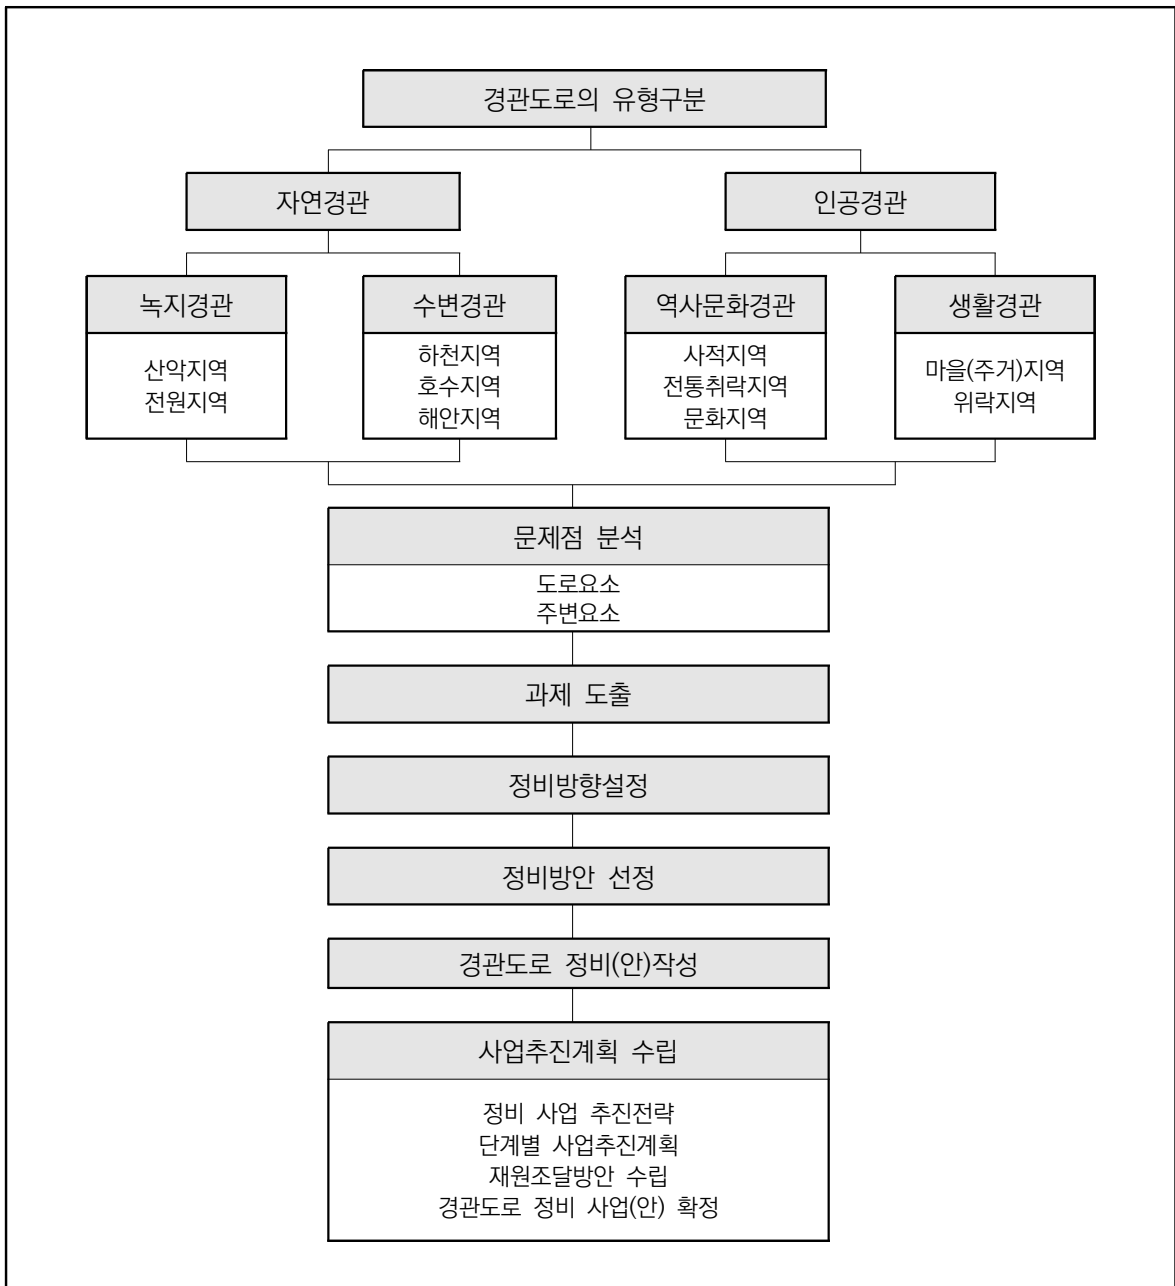 경관도로의 유형구분
자연경관
인공경관
녹지경관
산악지역
전원지역
수변경관
하천지역
호수지역
해안지역
역사문화경관
사적지역
전통취락지역
문화지역
생활경관
마을(주거)지역
위락지역
문제점 분석
도로요소
주변요소
과제 도출
정비방향설정
정비방안 선정
경관도로 정비(안)작성
사업추진계획 수립
정비 사업 추진전략
단계별 사업추진계획
재원조달방안 수립
경관도로 정비 사업(안) 확정